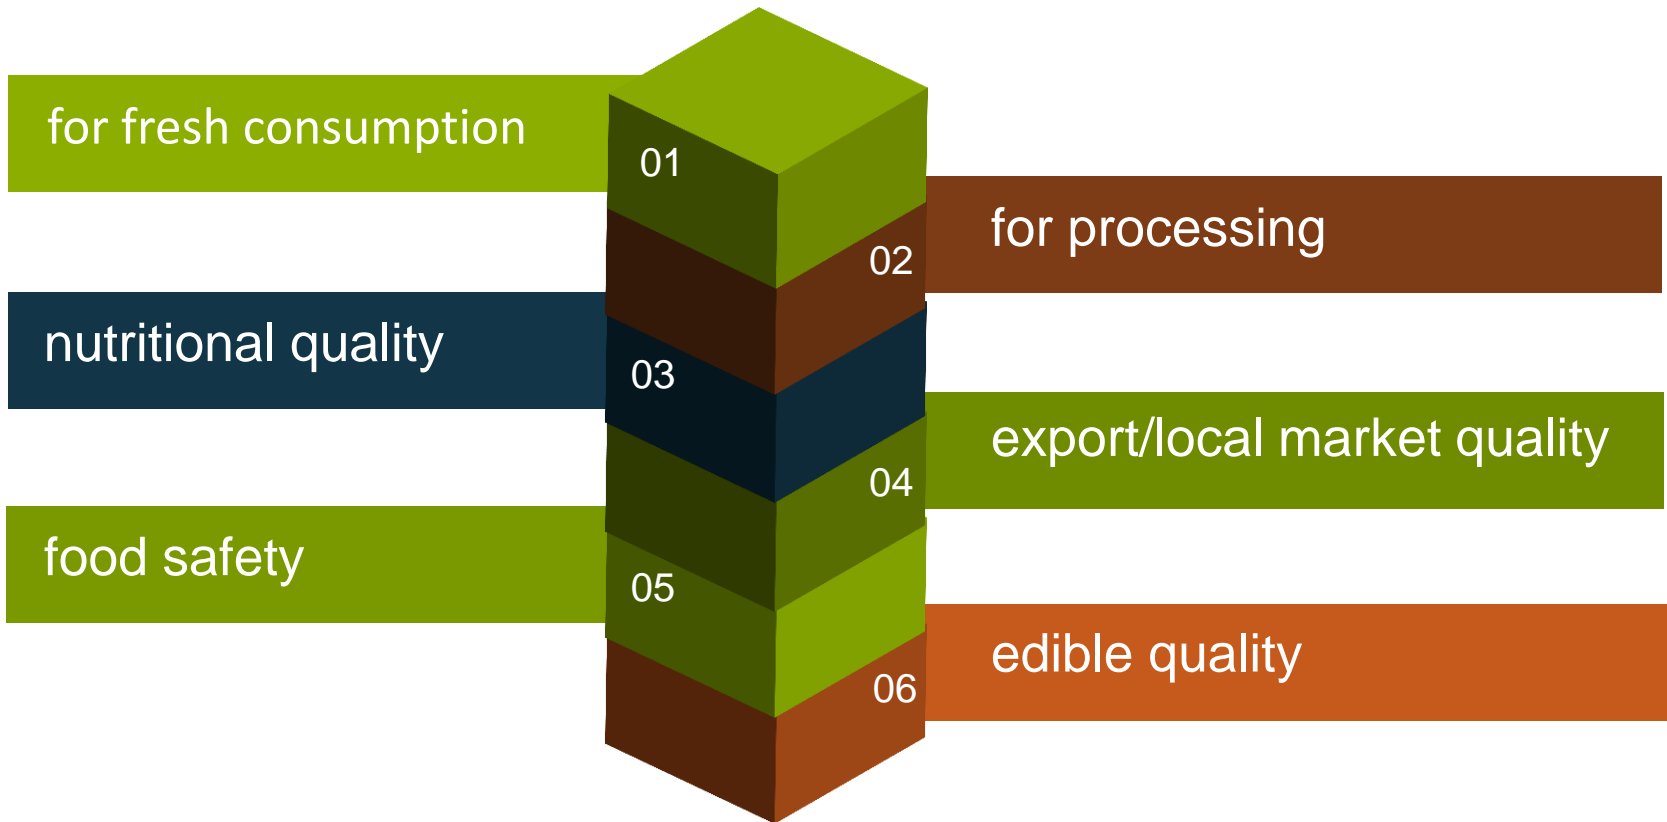 for fresh consumption
01
for processing
02
nutritional quality
03
export/local market quality
04
food safety
05
edible quality
06